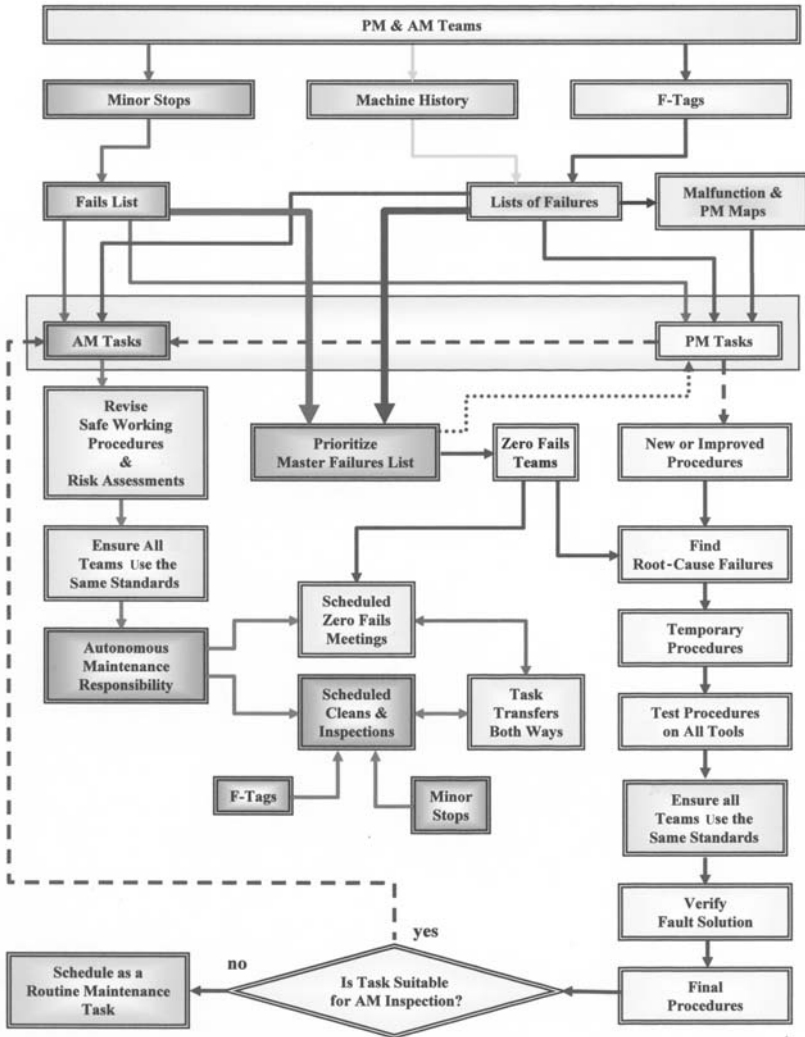 PM & AM Teams
Minor Stops
Machine History
F-Tags
Fails List
Lists of Failures
Malfunction &
PM Maps
AM Tasks
PM Tasks
Revise
Safe Working
Procedures
&
Risk Assessments
Prioritize
Master Failures List
Zero Fails
Teams
New or Improved
Procedures
Ensure All
Teams Use the
Same Standards
Find
Root-Cause Failures
Scheduled
Zero Fails
Meetings
Temporary
Procedures
Autonomous
Maintenance
Responsibility
Scheduled
Cleans &
Inspections
Task
Transfers
Both Ways
Test Procedures
on All Tools
F-Tags
Minor
Stops
Ensure all
Teams Use the
Same Standards
Verify
Fault Solution
yes
no
Schedule as a
Routine Maintenance
Task
Is Task Suitable
for AM Inspection?
Final
Procedures